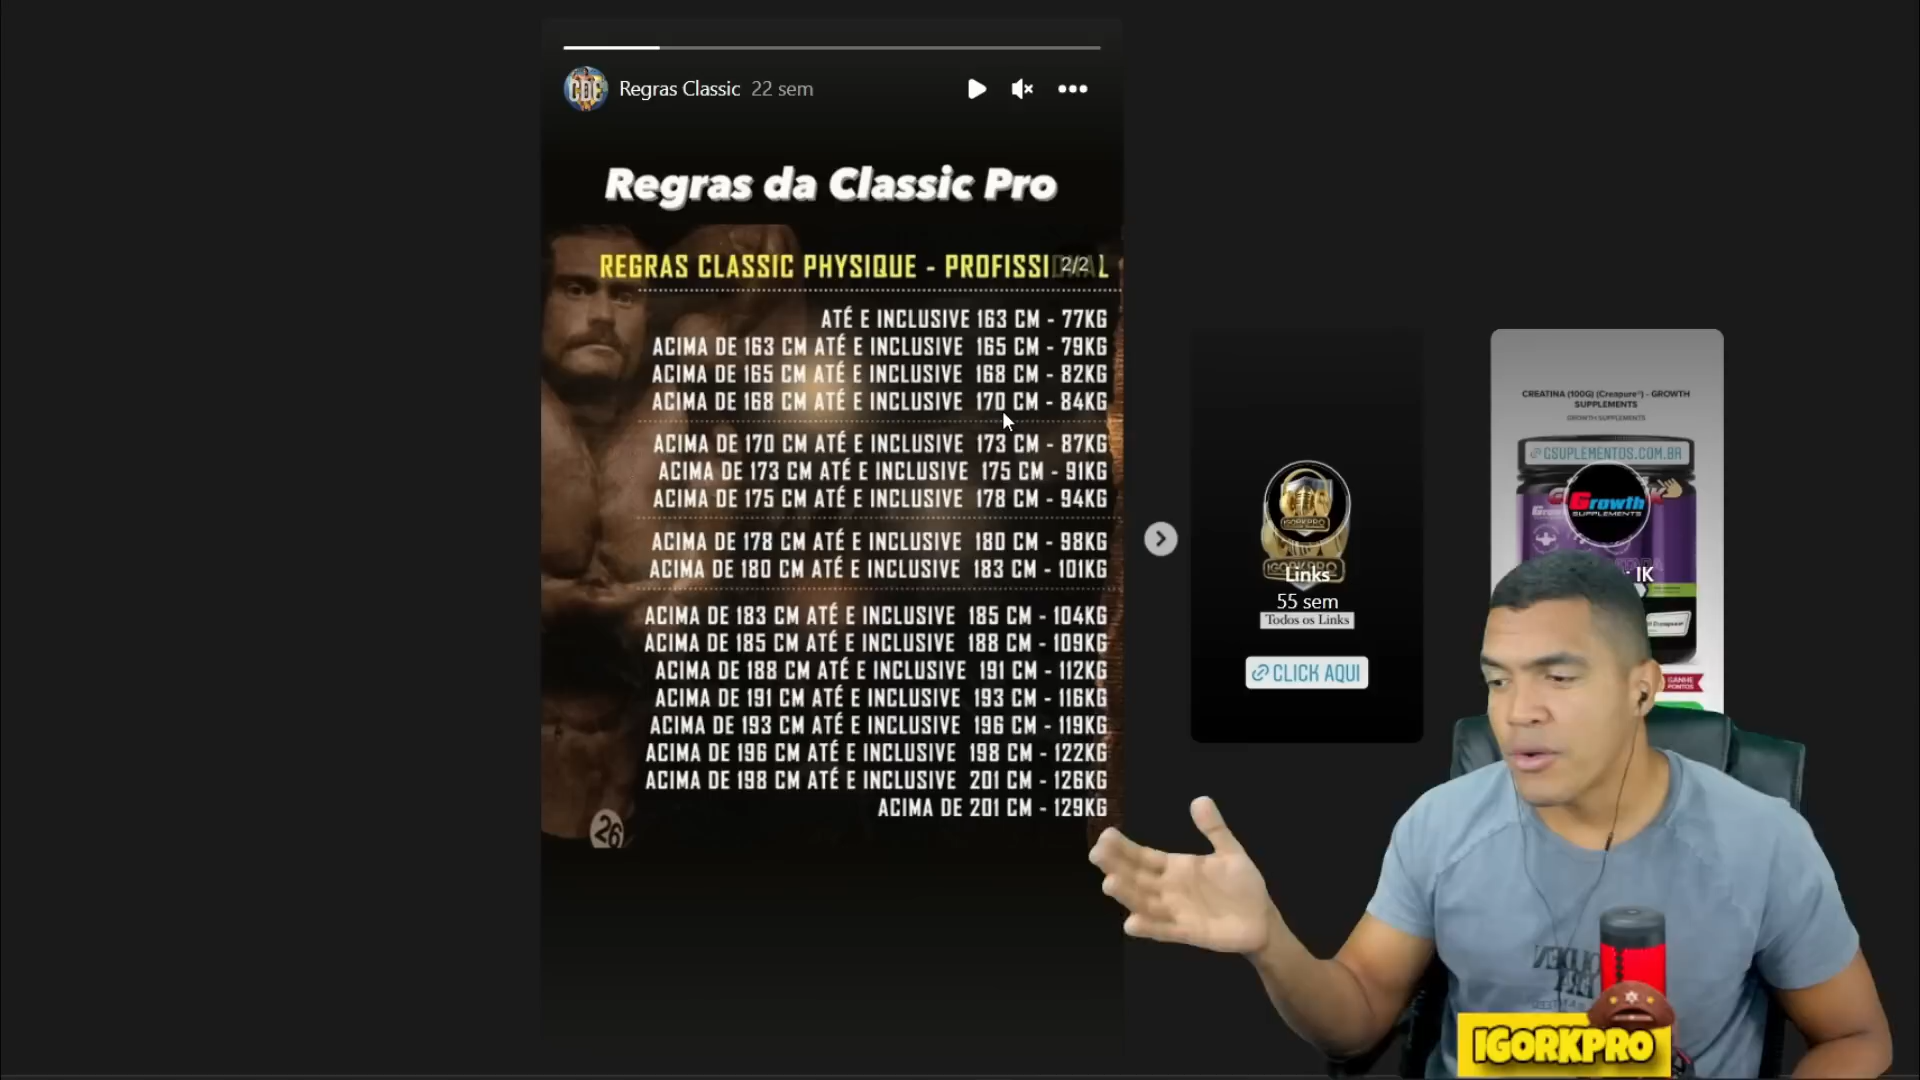 CDE
Regras Classic 22 sem
Regras da Classic Pro
REGRAS CLASSIC PHYSIQUE - PROFISSIONAL
2/2
ATÉ E INCLUSIVE 163 CM - 77KG
ACIMA DE 163 CM ATÉ E INCLUSIVE 165 CM - 79KG
ACIMA DE 165 CM ATÉ E INCLUSIVE 168 CM - 82KG
ACIMA DE 168 CM ATÉ E INCLUSIVE 170 CM - 84KG
ACIMA DE 170 CM ATÉ E INCLUSIVE 173 CM - 87KG
ACIMA DE 173 CM ATÉ E INCLUSIVE 175 CM - 91KG
ACIMA DE 175 CM ATÉ E INCLUSIVE 178 CM - 94KG
ACIMA DE 178 CM ATÉ E INCLUSIVE 180 CM - 98KG
ACIMA DE 180 CM ATÉ E INCLUSIVE 183 CM - 101KG
ACIMA DE 183 CM ATÉ E INCLUSIVE 185 CM - 104KG
ACIMA DE 185 CM ATÉ E INCLUSIVE 188 CM - 109KG
ACIMA DE 188 CM ATÉ E INCLUSIVE 191 CM - 112KG
ACIMA DE 191 CM ATÉ E INCLUSIVE 193 CM - 116KG
ACIMA DE 193 CM ATÉ E INCLUSIVE 196 CM - 119KG
ACIMA DE 196 CM ATÉ E INCLUSIVE 198 CM - 122KG
ACIMA DE 198 CM ATÉ E INCLUSIVE 201 CM - 126KG
ACIMA DE 201 CM - 129KG
26
IGORKPRO
IGORKPRO
Links
55 sem
Todos os Links
CLICK AQUI
CREATINA (100G) (Creapure®) - GROWTH
SUPPLEMENTS
GROWTH SUPPLEMENTS
GSUPLEMENTOS.COM.BR
Growth
SUPPLEMENTS
IK
GANHE
PONTOS
IGORKPRO